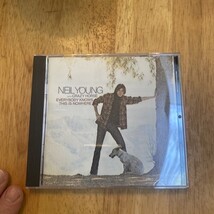 NEIL YOUNG
with CRAZY HORSE
EVERYBODY KNOWS
THIS IS NOWHERE